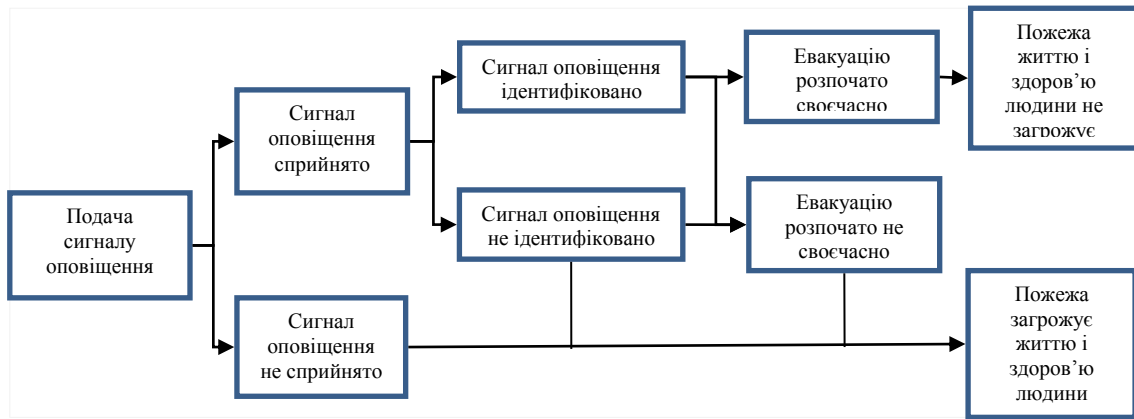 Подача
сигналу
оповіщення
Сигнал
оповіщення
сприйнято
Сигнал
оповіщення
не сприйнято
Сигнал оповіщення
ідентифіковано
Сигнал оповіщення
не ідентифіковано
Евакуацію
розпочато
своєчасно
Евакуацію
розпочато не
своєчасно
Пожежа
життю і
здоров’ю
людини не
загрожує
Пожежа
загрожує
життю і
здоров’ю
людини